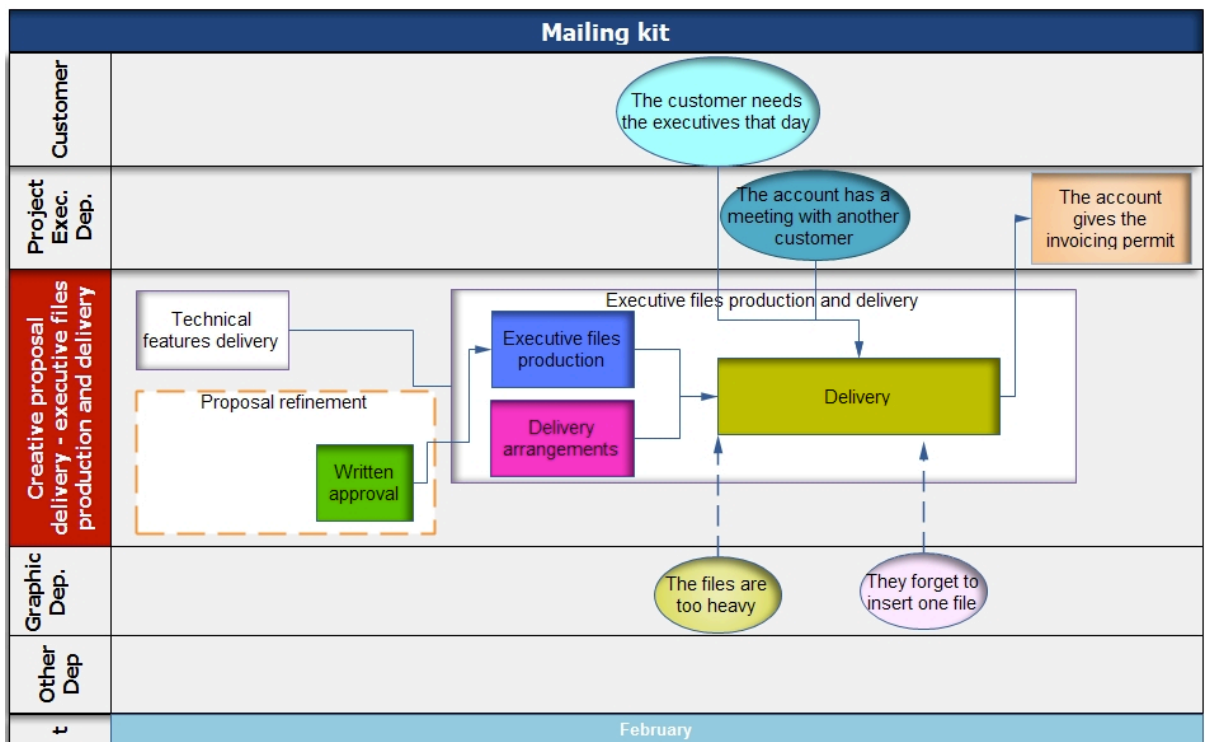 Mailing kit
Customer
The customer needs
the executives that day
Project
Exec.
Dep.
The account has a
meeting with another
customer
The account
gives the
invoicing permit
Creative proposal
delivery - executive files
production and delivery
Technical
features delivery
Executive files production and delivery
Executive files
production
Delivery
arrangements
Delivery
Proposal refinement
Written
approval
Graphic
Dep.
The files are
too heavy
They forget to
insert one file
Other
Dep
t
February